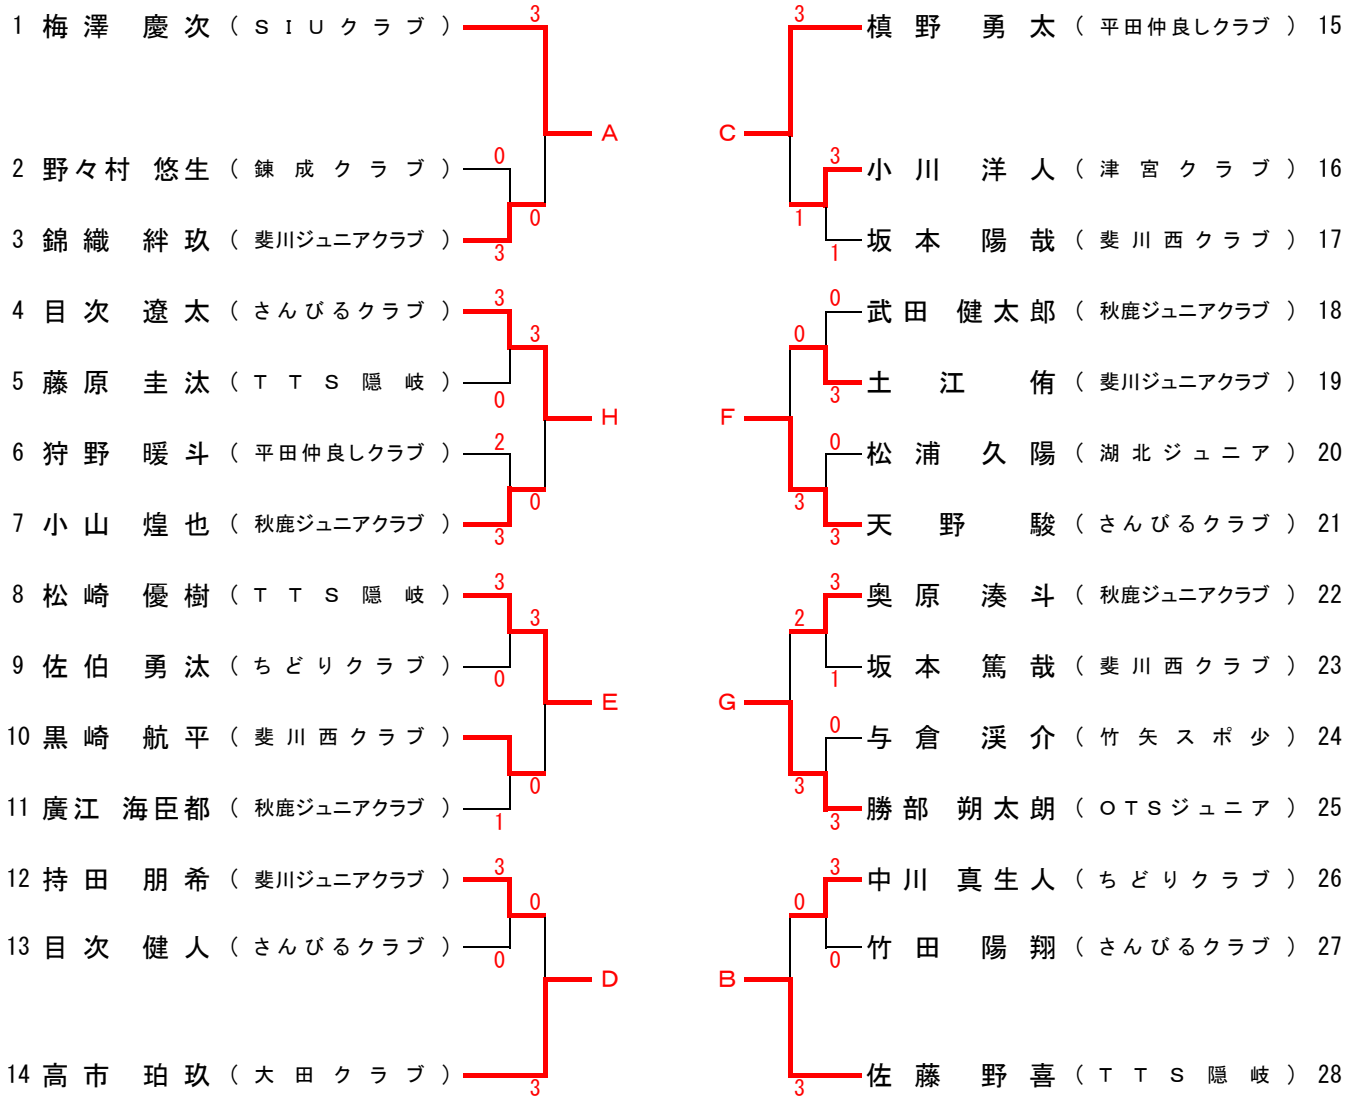 3 3
1 梅澤 慶次 (SIUクラブ) 槙野 勇太 (平田仲良しクラブ) 15
A C
0 3
2 野々村 悠生 (錬成クラブ) 小川 洋人 (津宮クラブ) 16
0 1
3 錦織 絆玖 (斐川ジュニアクラブ) 坂本 陽哉 (斐川西クラブ) 17
3 1
3 0
4 目次 遼太 (さんびるクラブ) 武田 健太郎 (秋鹿ジュニアクラブ) 18
3 0
5 藤原 圭汰 (TTS隠岐) 土江 侑 (斐川ジュニアクラブ) 19
0 3
H F
2 0
6 狩野 暖斗 (平田仲良しクラブ) 松浦 久陽 (湖北ジュニア) 20
0 3
7 小山 煌也 (秋鹿ジュニアクラブ) 天野 駿 (さんびるクラブ) 21
3 3
3 3
8 松崎 優樹 (TTS隠岐) 奥原 湊斗 (秋鹿ジュニアクラブ) 22
3 2
9 佐伯 勇汰 (ちどりクラブ) 坂本 篤哉 (斐川西クラブ) 23
0 1
E G
0
10 黒崎 航平 (斐川西クラブ) 与倉 渓介 (竹矢スポ少) 24
0 3
11 廣江 海臣都 (秋鹿ジュニアクラブ) 勝部 朔太朗 (OTSジュニア) 25
1 3
3 3
12 持田 朋希 (斐川ジュニアクラブ) 中川 真生人 (ちどりクラブ) 26
0 0
13 目次 健人 (さんびるクラブ) 竹田 陽翔 (さんびるクラブ) 27
0 0
D B
14 高市 珀玖 (大田クラブ) 佐藤 野喜 (TTS隠岐) 28
3 3